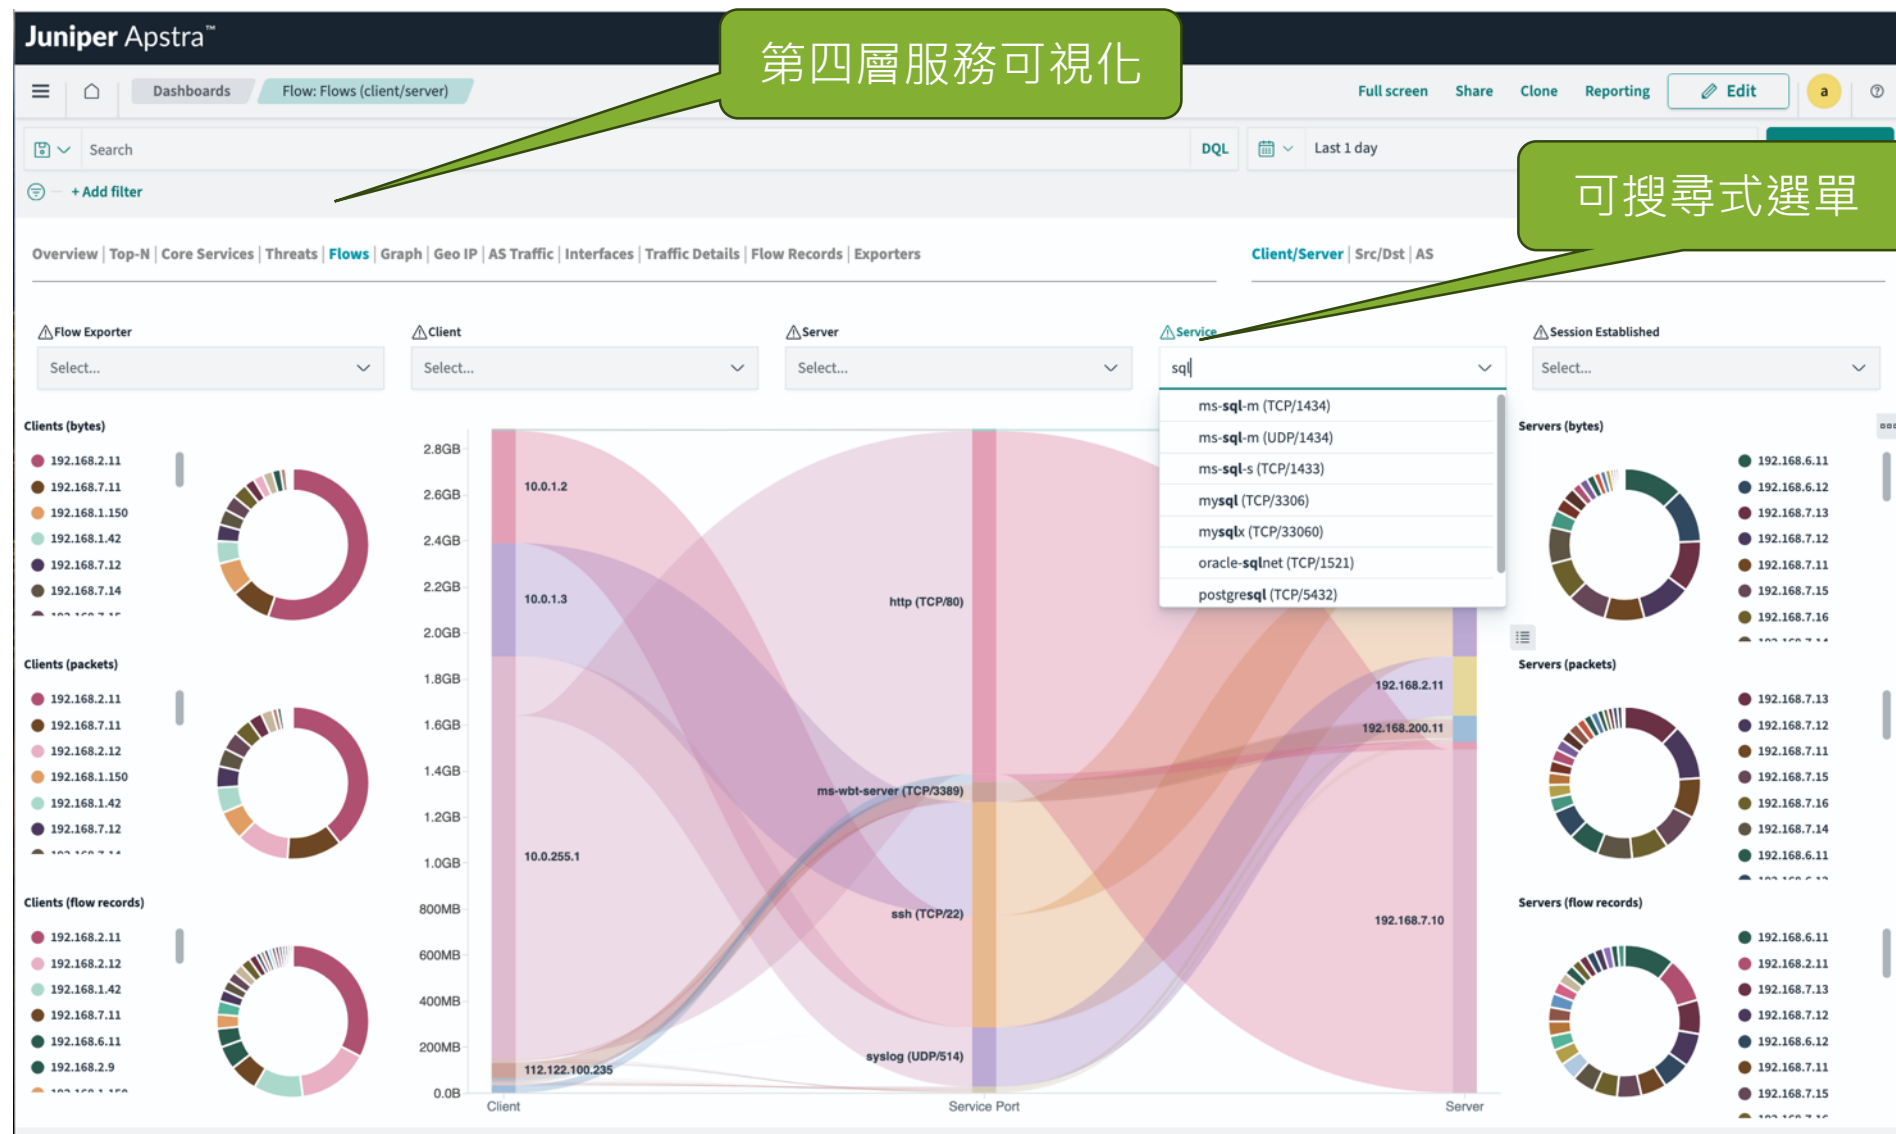 Juniper Apstra™
第四層服務可視化
Dashboards
Flow: Flows (client/server)
Full screen
Share
Clone
Reporting
Edit
a
Search
DQL
Last 1 day
+ Add filter
可搜尋式選單
Overview | Top-N | Core Services | Threats | Flows | Graph | Geo IP | AS Traffic | Interfaces | Traffic Details | Flow Records | Exporters
Client/Server | Src/Dst | AS
Flow Exporter
Select...
Client
Select...
Server
Select...
Service
sql
ms-sql-m (TCP/1434)
ms-sql-m (UDP/1434)
ms-sql-s (TCP/1433)
mysql (TCP/3306)
mysqlx (TCP/33060)
oracle-sqlnet (TCP/1521)
postgresql (TCP/5432)
Session Established
Select...
Clients (bytes)
192.168.2.11
192.168.7.11
192.168.1.150
192.168.1.42
192.168.7.12
192.168.7.14
Clients (packets)
192.168.2.11
192.168.7.11
192.168.2.12
192.168.1.150
192.168.1.42
192.168.7.12
Clients (flow records)
192.168.2.11
192.168.2.12
192.168.1.42
192.168.7.11
192.168.6.11
192.168.2.9
2.8GB
2.6GB
2.4GB
2.2GB
2.0GB
1.8GB
1.6GB
1.4GB
1.2GB
1.0GB
800MB
600MB
400MB
200MB
0.0B
10.0.1.2
10.0.1.3
10.0.255.1
112.122.100.235
http (TCP/80)
ms-wbt-server (TCP/3389)
ssh (TCP/22)
syslog (UDP/514)
192.168.2.11
192.168.200.11
192.168.7.10
Client
Service Port
Server
Servers (bytes)
192.168.6.11
192.168.6.12
192.168.7.13
192.168.7.12
192.168.7.11
192.168.7.15
192.168.7.16
Servers (packets)
192.168.7.13
192.168.7.12
192.168.7.11
192.168.7.15
192.168.7.16
192.168.7.14
192.168.6.11
Servers (flow records)
192.168.6.11
192.168.2.11
192.168.7.13
192.168.7.12
192.168.6.12
192.168.7.11
192.168.7.15